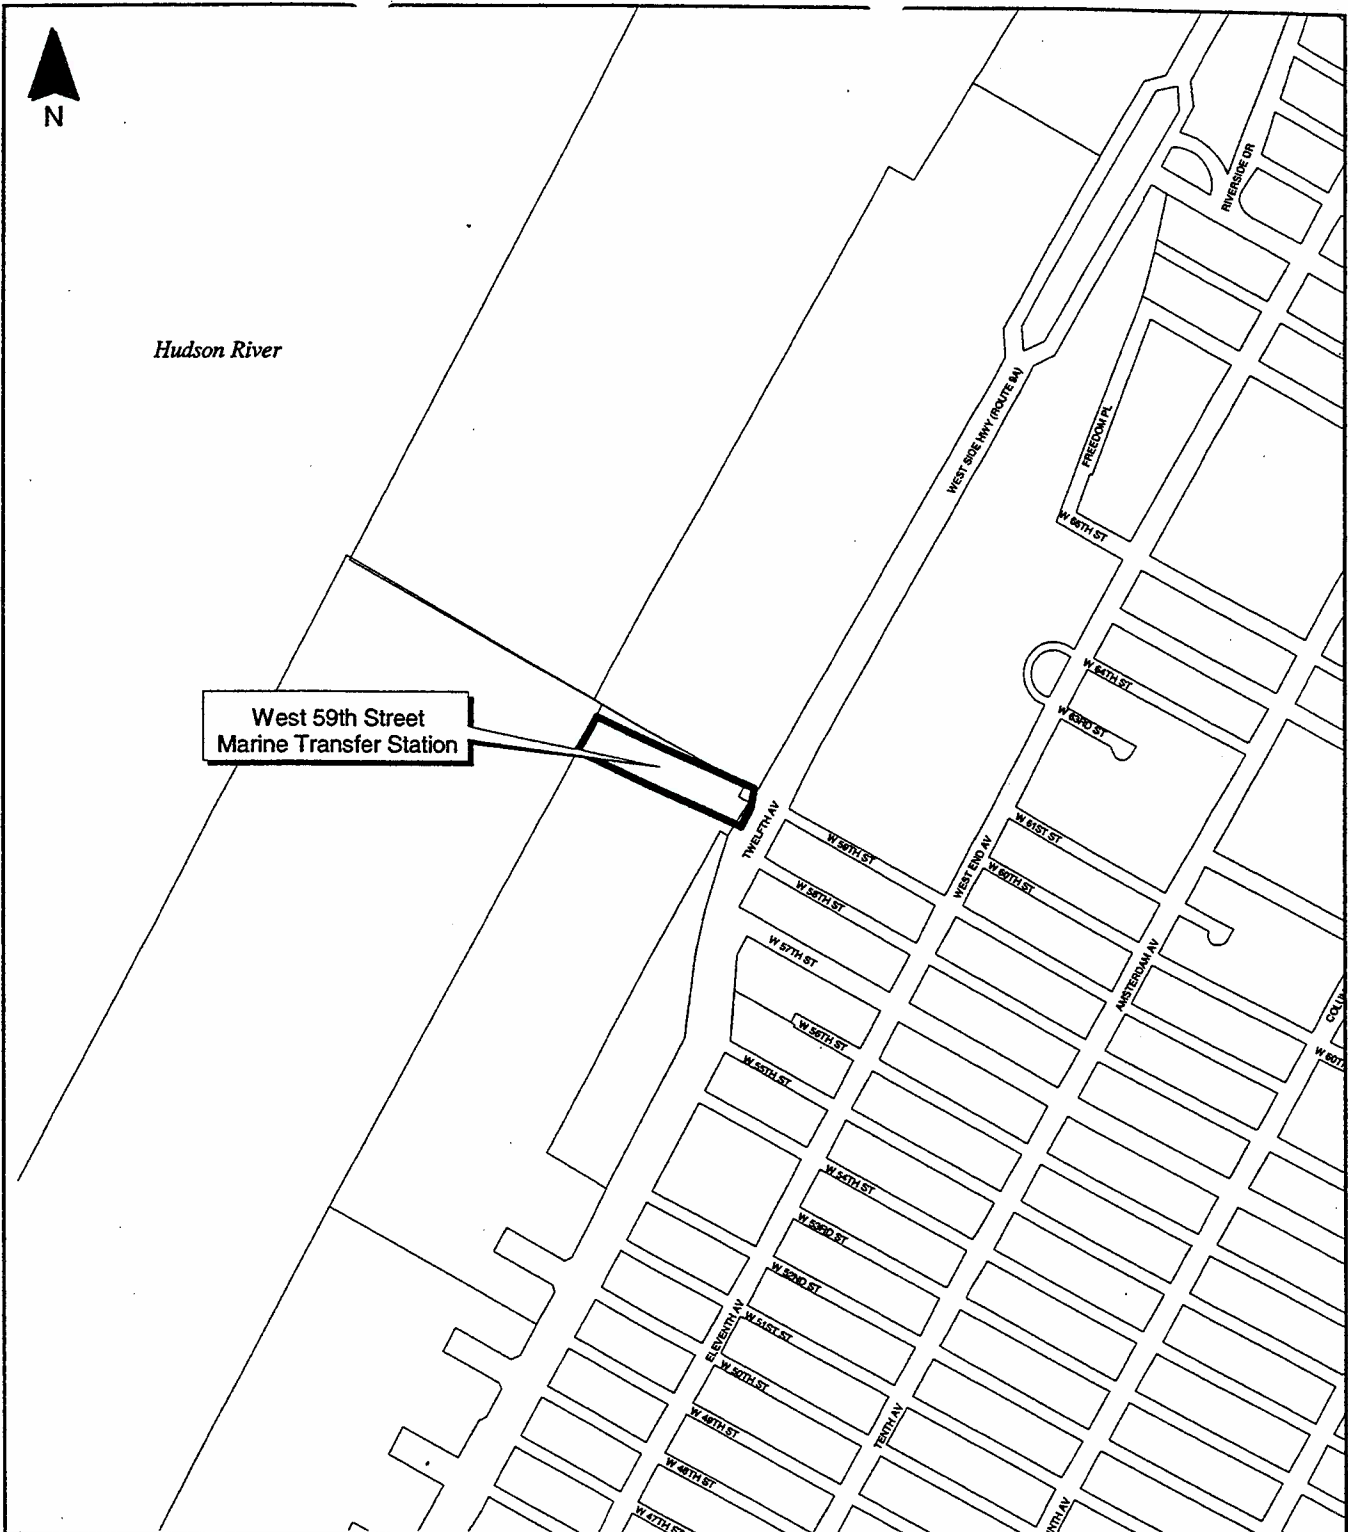 N
RIVERSIDE DR
Hudson River
WEST SIDE HWY (ROUTE 9A)
FREEDOM PL
W 66TH ST
W 64TH ST
W 63RD ST
West 59th Street
Marine Transfer Station
TWELFTH AV
W 59TH ST
W 61ST ST
WEST END AV
W 60TH ST
W 58TH ST
W 57TH ST
AMSTERDAM AV
W 56TH ST
W 55TH ST
W 54TH ST
W 53RD ST
W 52ND ST
ELEVENTH AV
W 51ST ST
W 50TH ST
TENTH AV
W 49TH ST
W 48TH ST
W 47TH ST